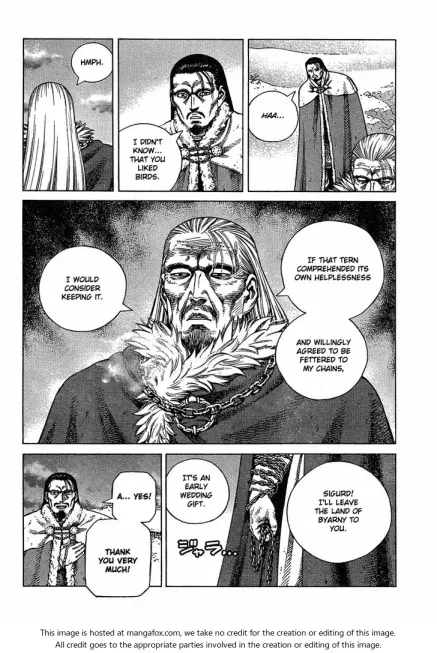 HMPH.
I DIDN'T
KNOW...
THAT YOU
LIKED
BIRDS.
HAA...
IF THAT TERN
COMPREHENDED ITS
OWN HELPLESSNESS
AND WILLINGLY
AGREED TO BE
FETTERED TO
MY CHAINS,
I WOULD
CONSIDER
KEEPING IT.
A... YES!
THANK
YOU VERY
MUCH!
IT'S AN
EARLY
WEDDING
GIFT.
SIGURD!
I'LL LEAVE
THE LAND OF
BYARNY TO
YOU.
ジャラ...
This image is hosted at mangafox.com, we take no credit for the creation or editing of this image.
All credit goes to the appropriate parties involved in the creation or editing of this image.